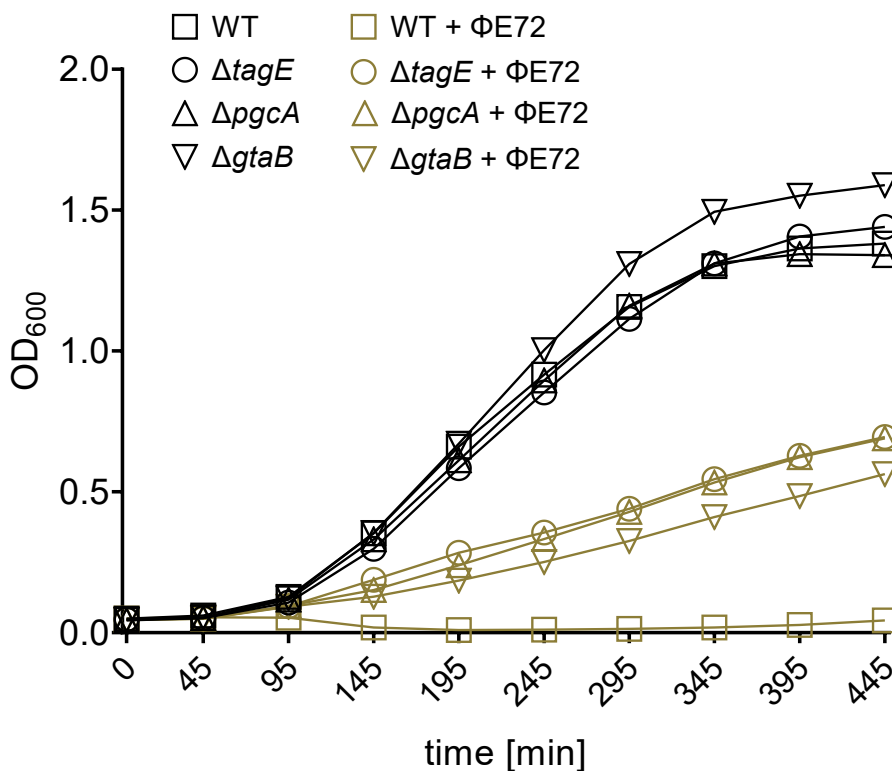 WT WT + ΦE72
ΔtagE ΔtagE + ΦE72
ΔpgcA ΔpgcA + ΦE72
ΔgtaB ΔgtaB + ΦE72
2.0
1.5
1.0
0.5
0.0
OD600
0 45 95 145 195 245 295 345 395 445
time [min]